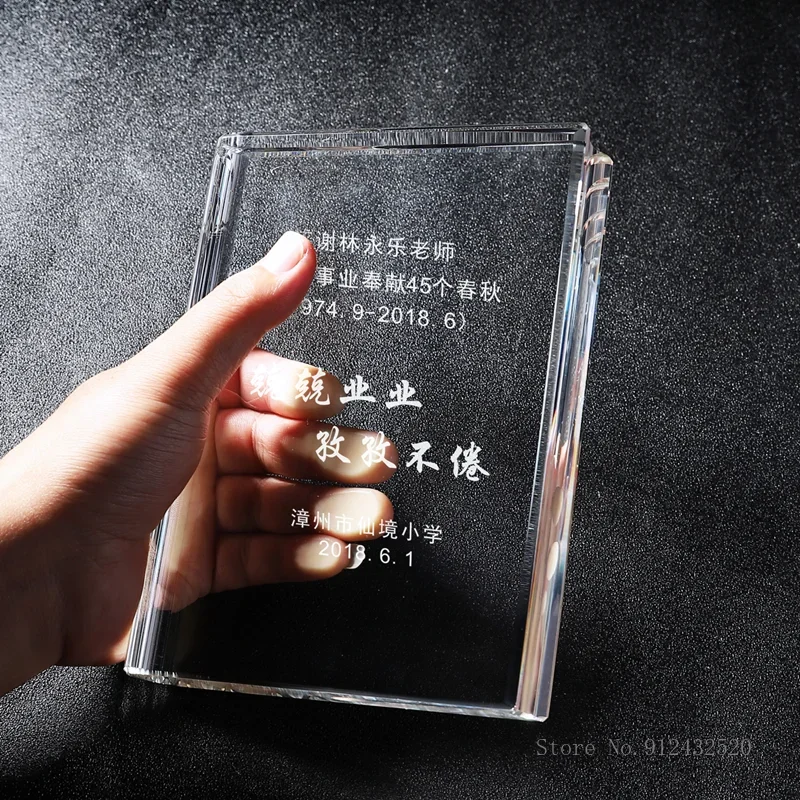 谢林永乐老师
事业奉献45个春秋
974.9-2018.6)
兢兢业业
孜孜不倦
漳州市仙境小学
2018.6.1
Store No.912432520